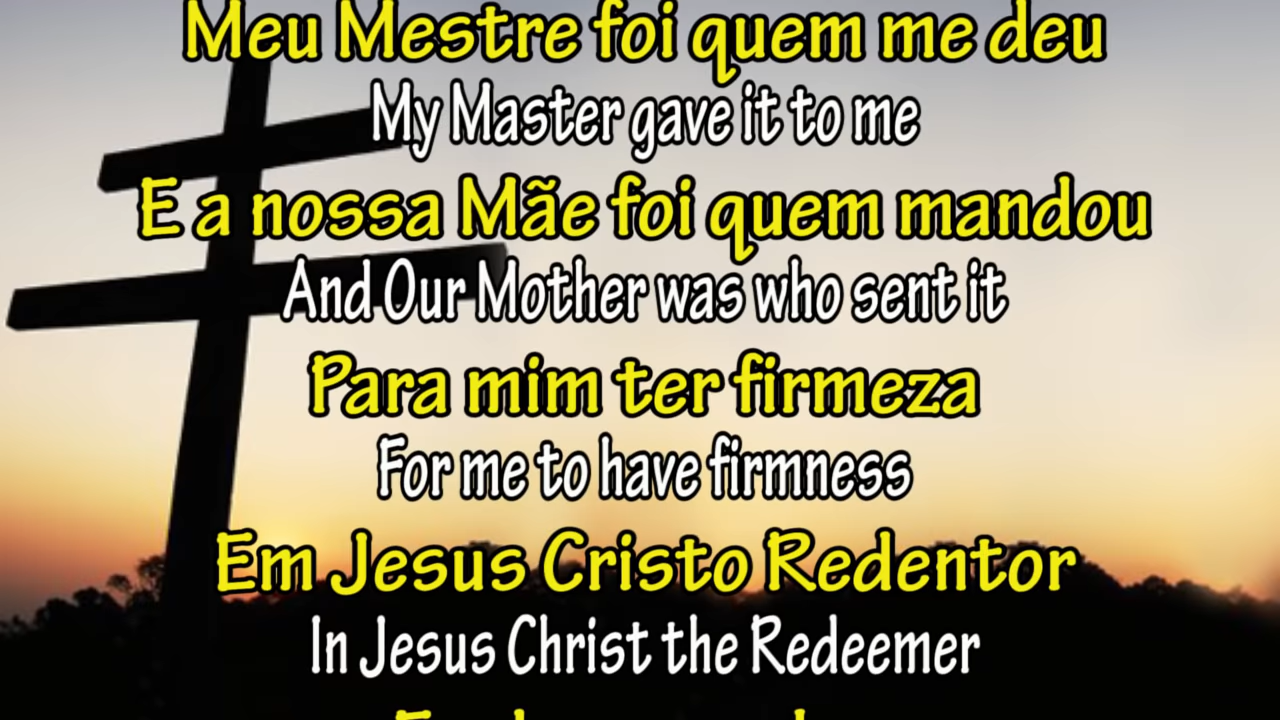 Meu Mestre foi quem me deu
My Master gave it to me
E a nossa Mãe foi quem mandou
And Our Mother was who sent it
Para mim ter firmeza
For me to have firmness
Em Jesus Cristo Redentor
In Jesus Christ the Redeemer